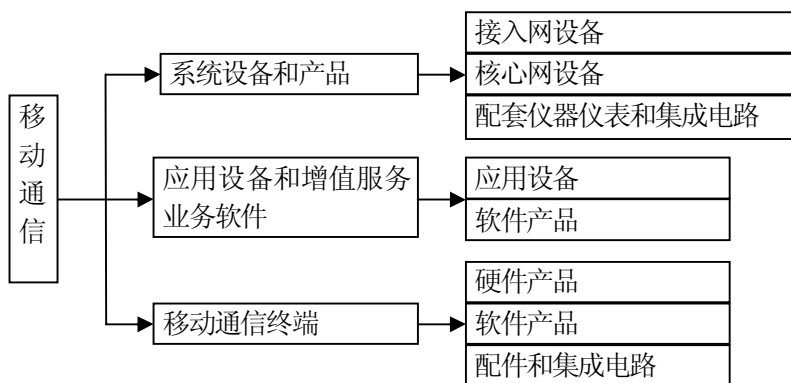 移动通信
系统设备和产品
接入网设备
核心网设备
配套仪器仪表和集成电路
应用设备和增值服务
业务软件
应用设备
软件产品
移动通信终端
硬件产品
软件产品
配件和集成电路